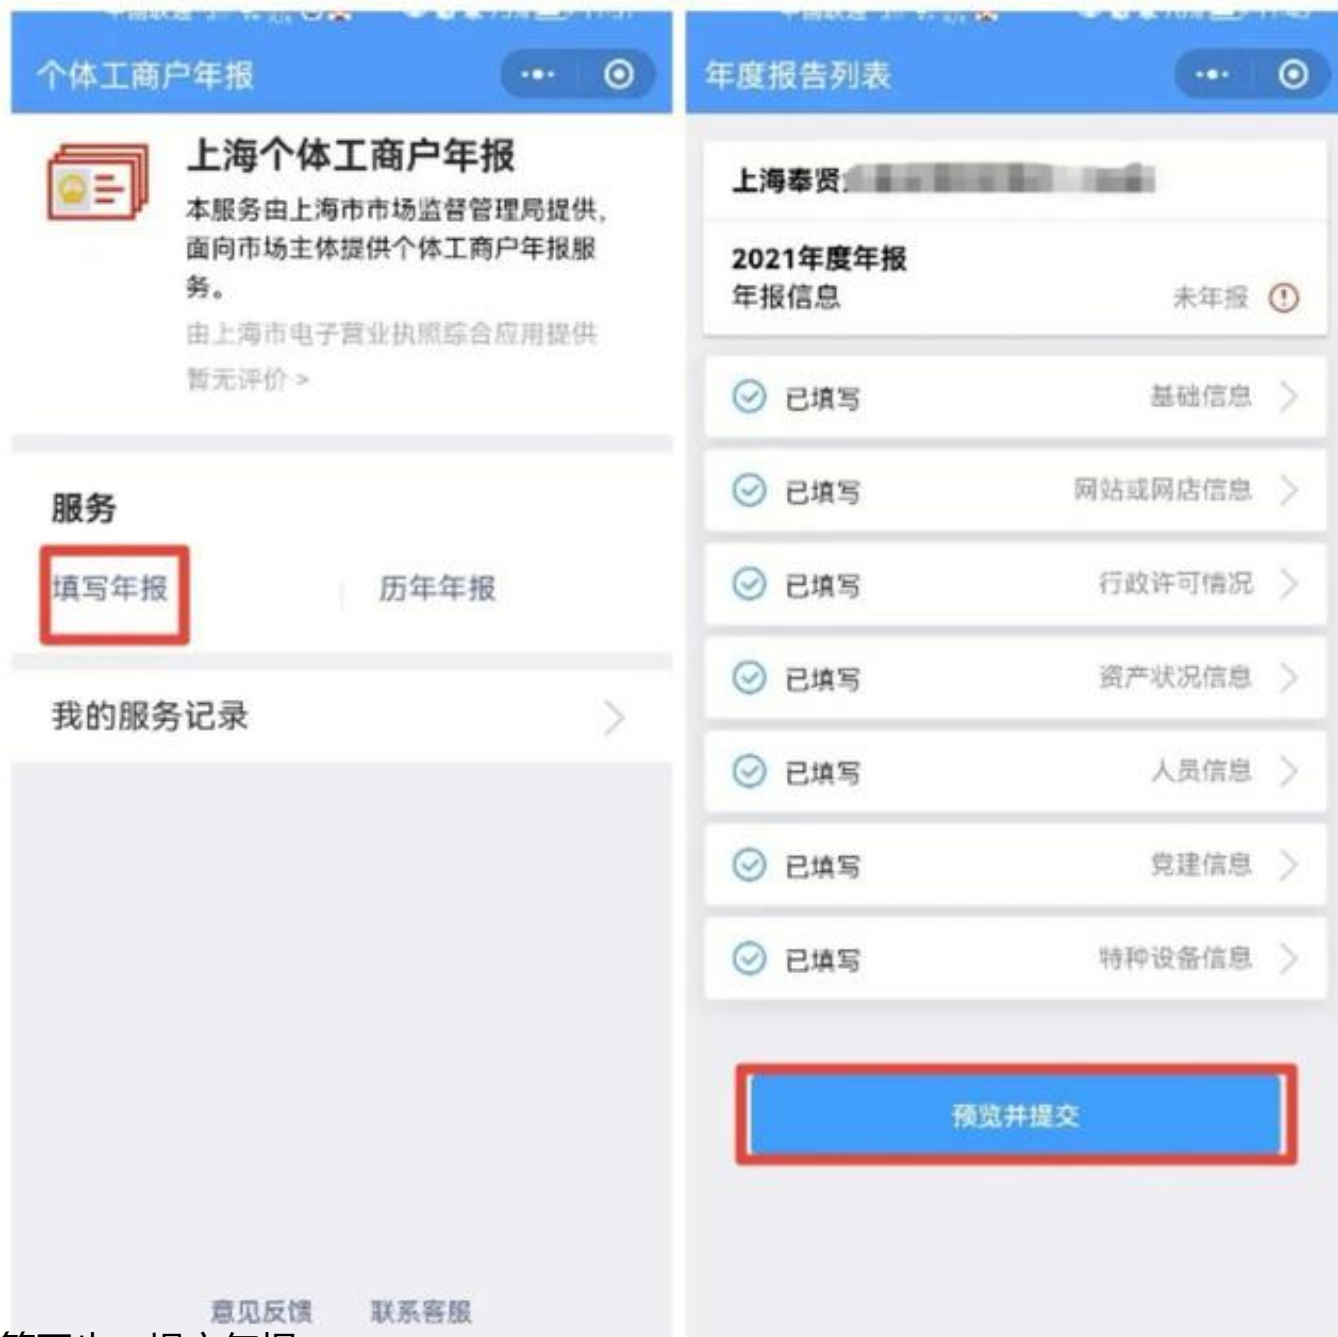 个体工商户年报
上海个体工商户年报
本服务由上海市市场监督管理局提供，
面向市场主体提供个体工商户年报服
务。
由上海市电子营业执照综合应用提供
暂无评价 >
服务
填写年报
历年年报
我的服务记录
意见反馈
联系客服
年度报告列表
上海奉贤
2021年度年报
年报信息
未年报
已填写
基础信息
已填写
网站或网店信息
已填写
行政许可情况
已填写
资产状况信息
已填写
人员信息
已填写
党建信息
已填写
特种设备信息
预览并提交